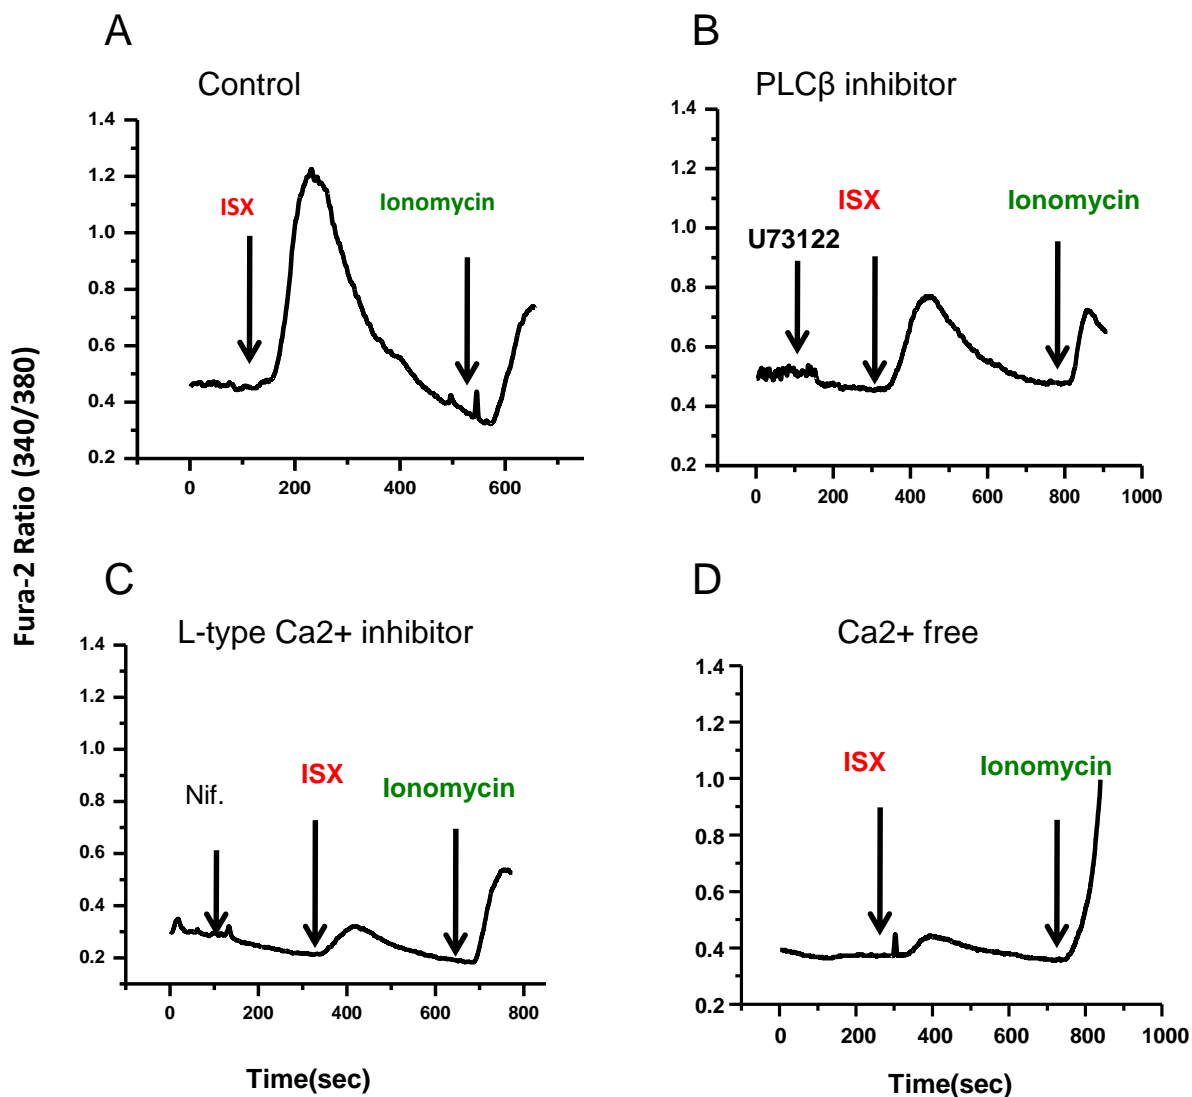 A
Control
1.4
1.2
1.0
0.8
0.6
0.4
0.2
ISX
Ionomycin
0
200
400
600
B
PLCβ inhibitor
1.4
1.2
1.0
0.8
0.6
0.4
0.2
U73122
ISX
Ionomycin
0
200
400
600
800
1000
Fura-2 Ratio (340/380)
C
L-type Ca2+ inhibitor
1.4
1.2
1.0
0.8
0.6
0.4
0.2
Nif.
ISX
Ionomycin
0
200
400
600
800
Time(sec)
D
Ca2+ free
1.4
1.2
1.0
0.8
0.6
0.4
0.2
ISX
Ionomycin
0
200
400
600
800
1000
Time(sec)